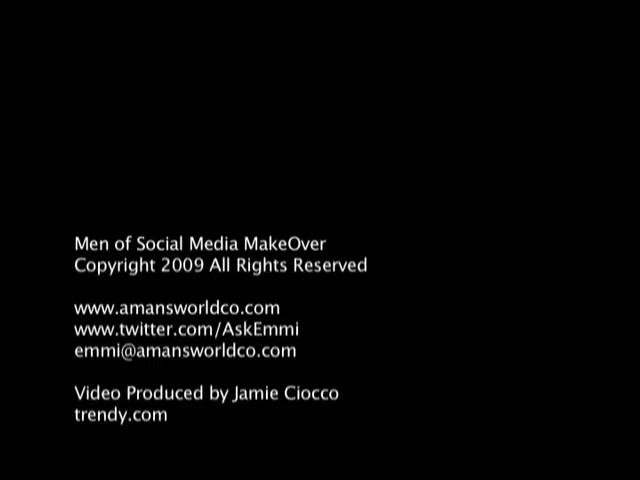 Men of Social Media MakeOver
Copyright 2009 All Rights Reserved
www.amansworldco.com
www.twitter.com/AskEmmi
emmi@amansworldco.com
Video Produced by Jamie Ciocco
trendy.com